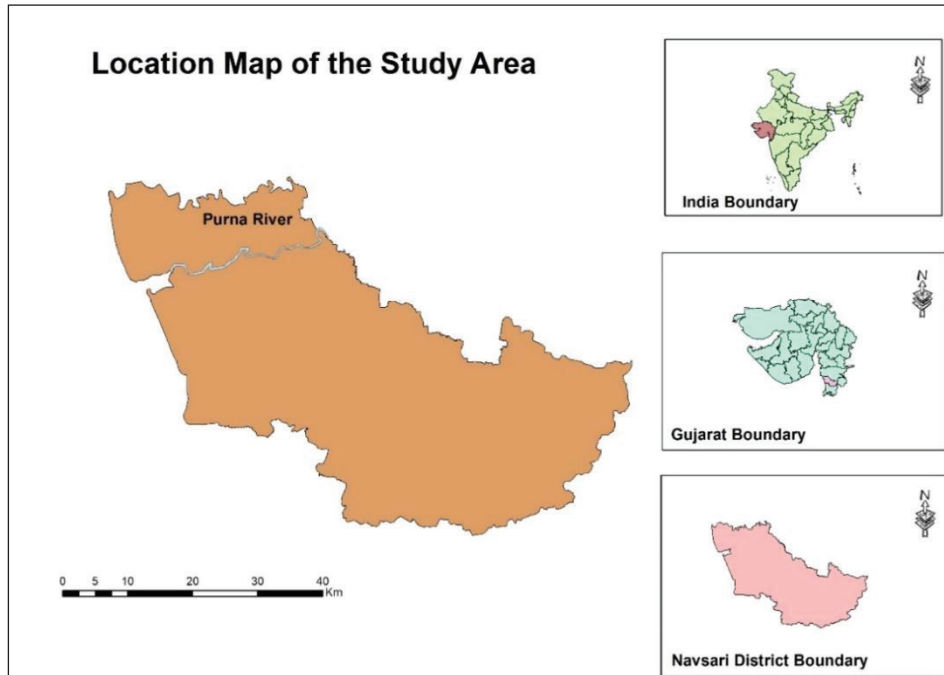 Location Map of the Study Area
Purna River
0 5 10 20 30 40
Km
N
India Boundary
N
Gujarat Boundary
N
Navsari District Boundary